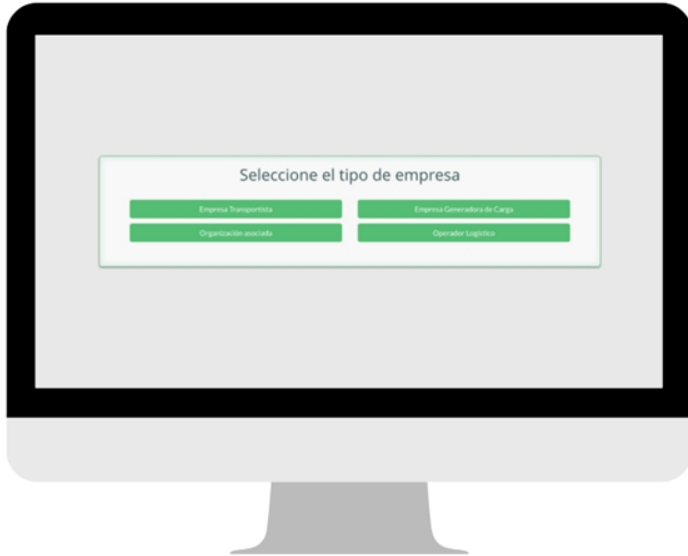 Seleccione el tipo de empresa
Empresa Transportista
Empresa Generadora de Carga
Organización asociada
Operador Logístico